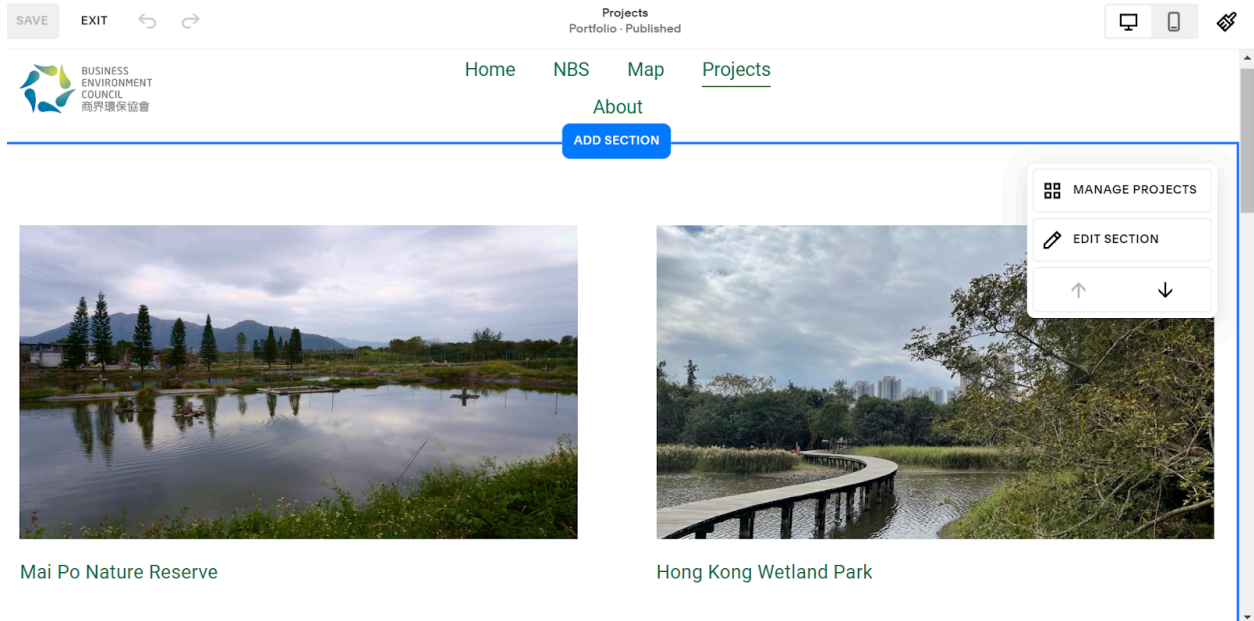 SAVE EXIT
Projects
Portfolio · Published
BUSINESS
ENVIRONMENT
COUNCIL
商界環保協會
Home NBS Map Projects
About
ADD SECTION
MANAGE PROJECTS
EDIT SECTION
Mai Po Nature Reserve
Hong Kong Wetland Park